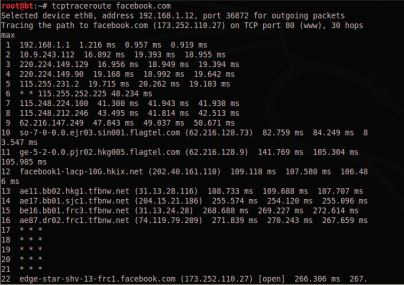 root@bt:~# tcptraceroute facebook.com
Selected device eth0, address 192.168.1.12, port 36872 for outgoing packets
Tracing the path to facebook.com (173.252.110.27) on TCP port 80 (www), 30 hops
max
1 192.168.1.1 1.216 ms 0.957 ms 0.919 ms
2 10.9.243.112 16.892 ms 19.393 ms 18.955 ms
3 220.224.149.129 16.956 ms 18.949 ms 19.394 ms
4 220.224.149.90 19.168 ms 18.992 ms 19.642 ms
5 115.255.231.2 19.715 ms 20.262 ms 19.103 ms
6 * * 115.255.252.225 48.234 ms
7 115.248.224.100 41.300 ms 41.943 ms 41.930 ms
8 115.248.212.246 43.495 ms 41.814 ms 42.513 ms
9 62.216.147.249 47.843 ms 49.037 ms 50.671 ms
10 so-7-0-0.0.ejr03.sin001.flagtel.com (62.216.128.73) 82.759 ms 84.249 ms 8
3.547 ms
11 ge-5-2-0.0.pjr02.hkg005.flagtel.com (62.216.128.9) 141.769 ms 105.304 ms
105.985 ms
12 facebook1-lacp-10G.hkix.net (202.40.161.110) 109.118 ms 107.580 ms 106.48
6 ms
13 ae11.bb02.hkg1.tfbnw.net (31.13.28.116) 108.733 ms 109.688 ms 107.707 ms
14 ae17.bb01.sjc1.tfbnw.net (204.15.21.186) 255.574 ms 254.120 ms 255.096 ms
15 be16.bb01.frc3.tfbnw.net (31.13.24.28) 268.608 ms 269.227 ms 272.614 ms
16 ae87.dr02.frc1.tfbnw.net (74.119.79.209) 271.839 ms 270.243 ms 267.659 ms
17 * * *
18 * * *
19 * * *
20 * * *
21 * * *
22 edge-star-shv-13-frc1.facebook.com (173.252.110.27) [open] 266.306 ms 267.